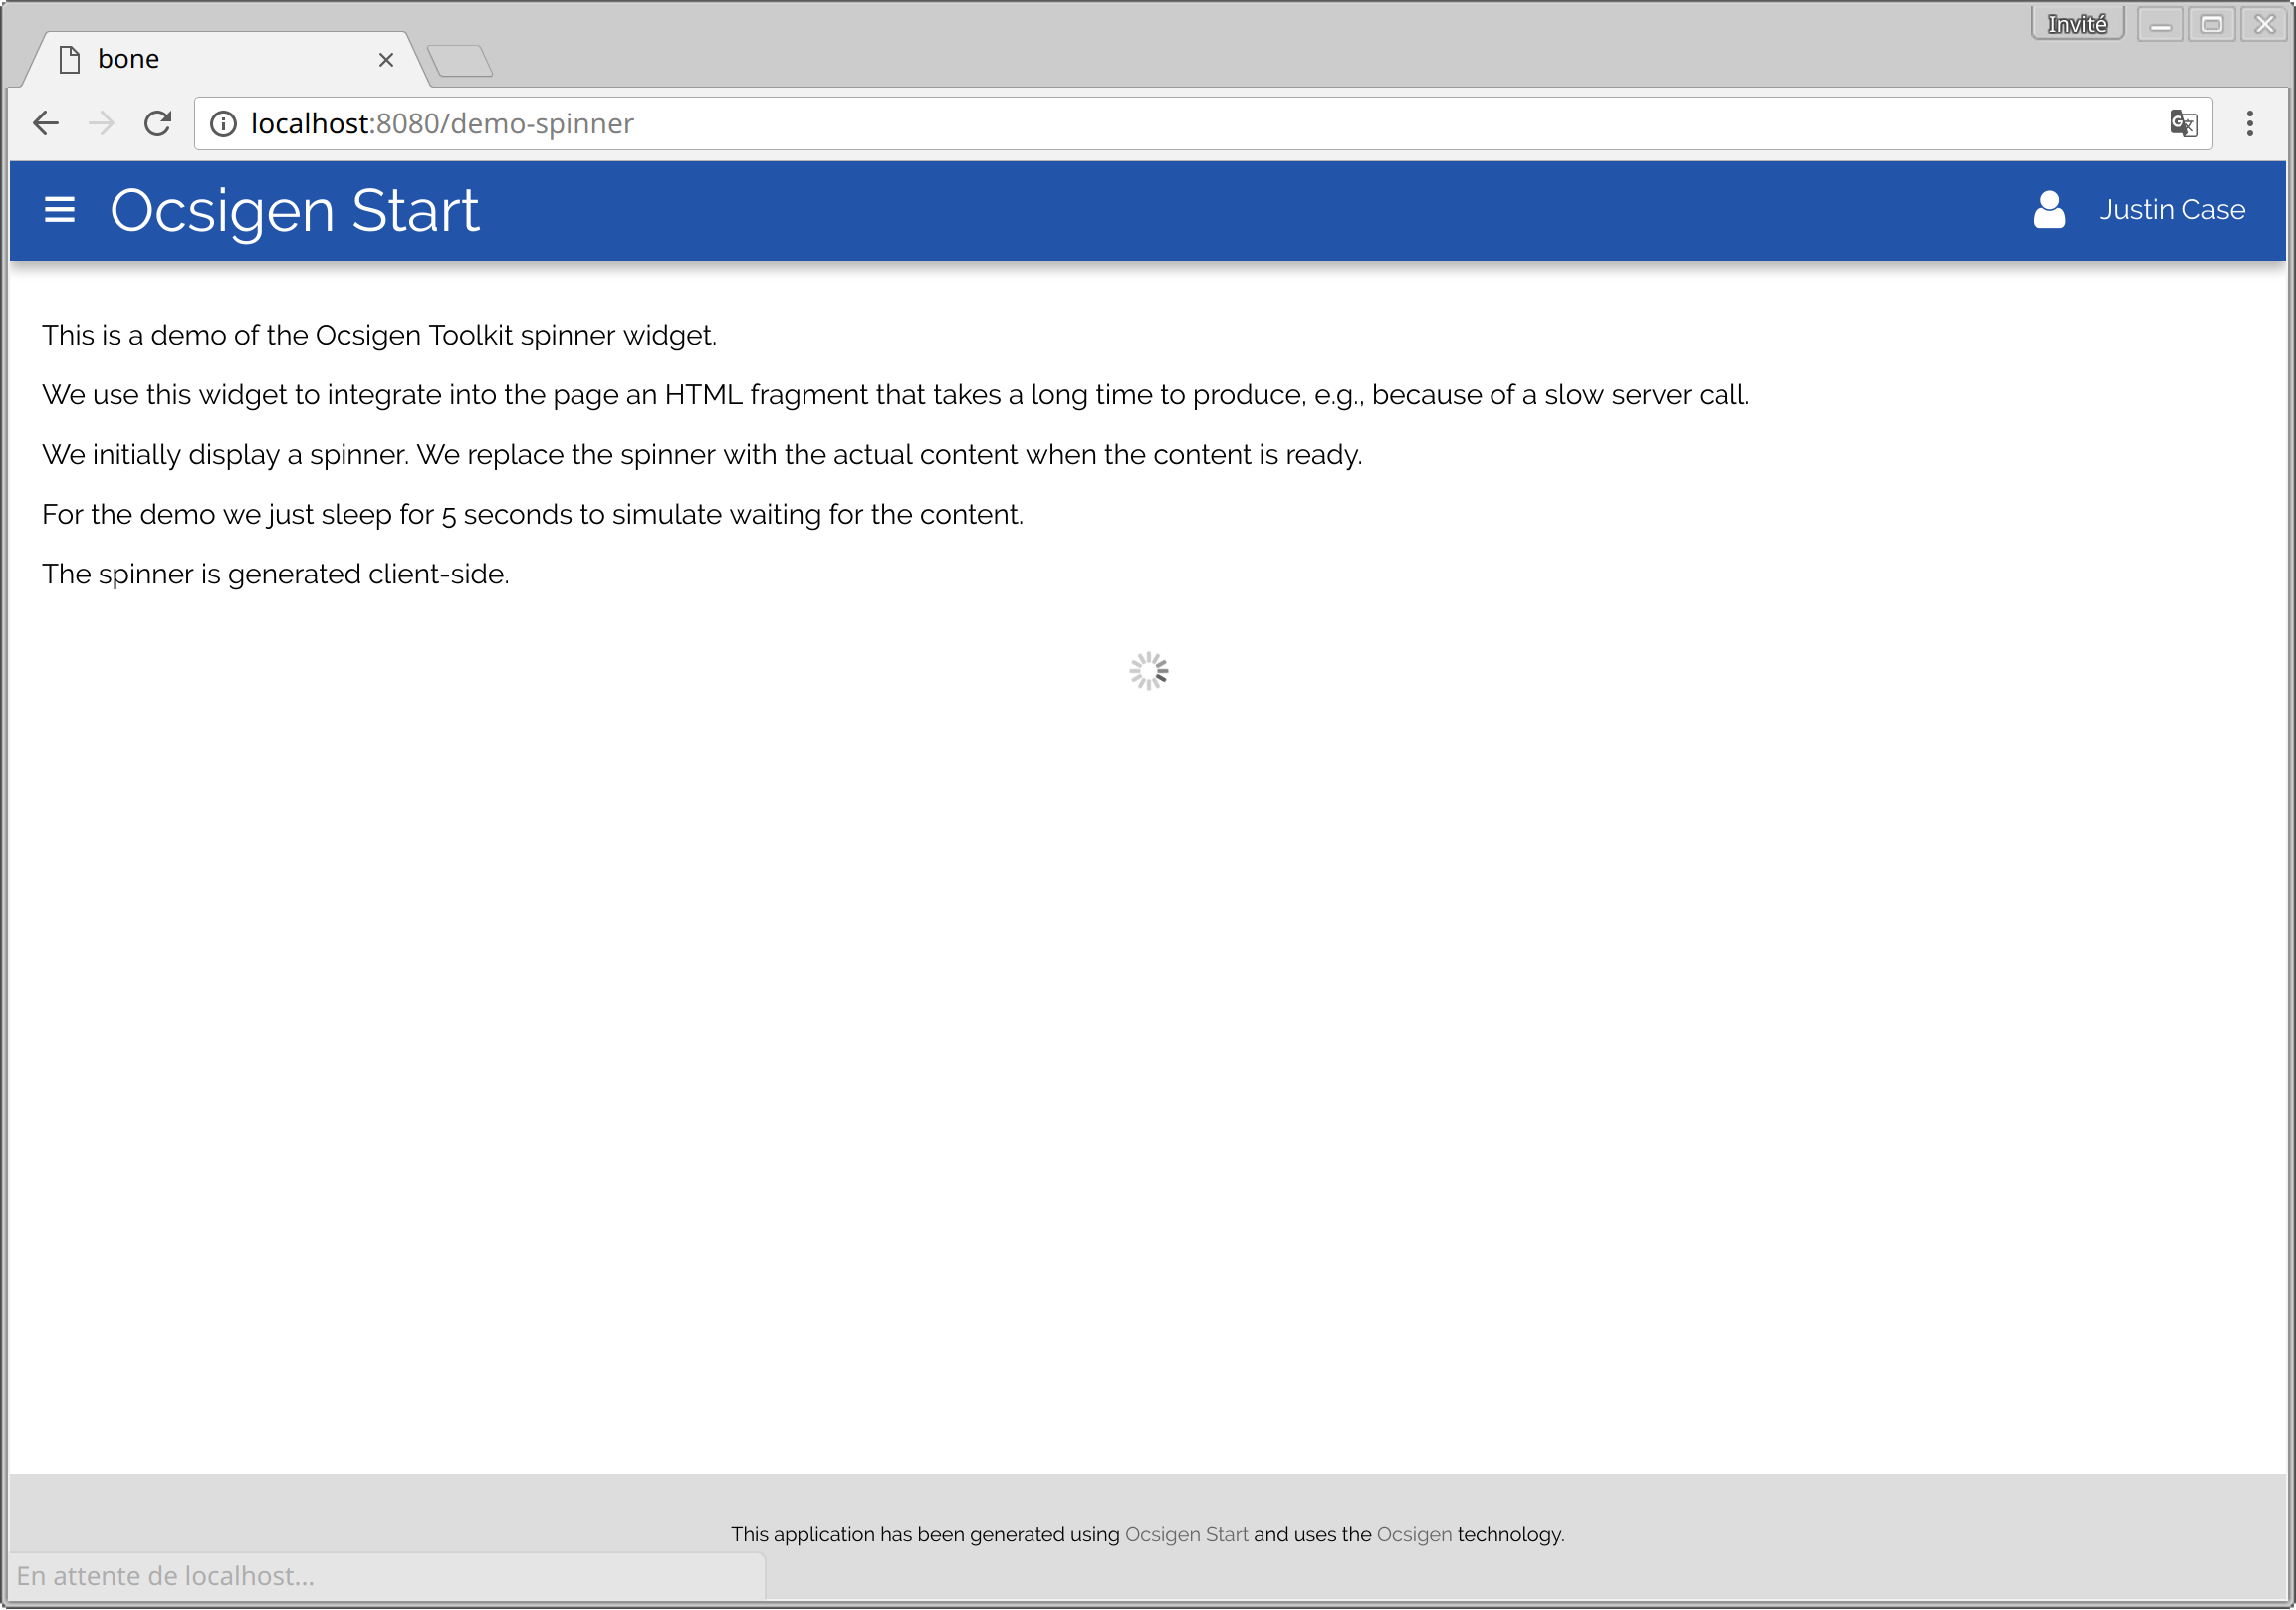 Invité
bone
localhost:8080/demo-spinner
Ocsigen Start
Justin Case
This is a demo of the Ocsigen Toolkit spinner widget.
We use this widget to integrate into the page an HTML fragment that takes a long time to produce, e.g., because of a slow server call.
We initially display a spinner. We replace the spinner with the actual content when the content is ready.
For the demo we just sleep for 5 seconds to simulate waiting for the content.
The spinner is generated client-side.
This application has been generated using Ocsigen Start and uses the Ocsigen technology.
En attente de localhost...